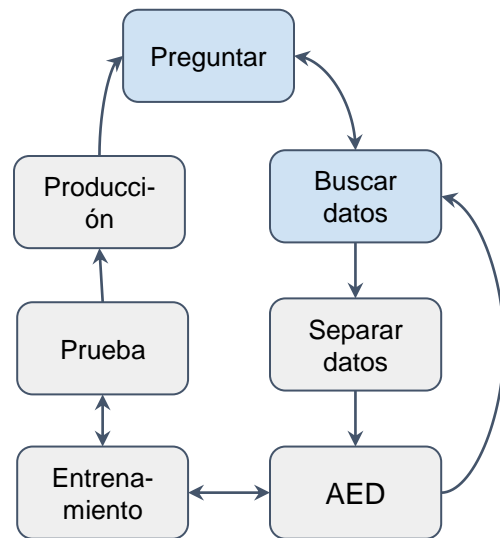 Preguntar
Buscar
datos
Separar
datos
AED
Entrena-
miento
Prueba
Producci-
ón